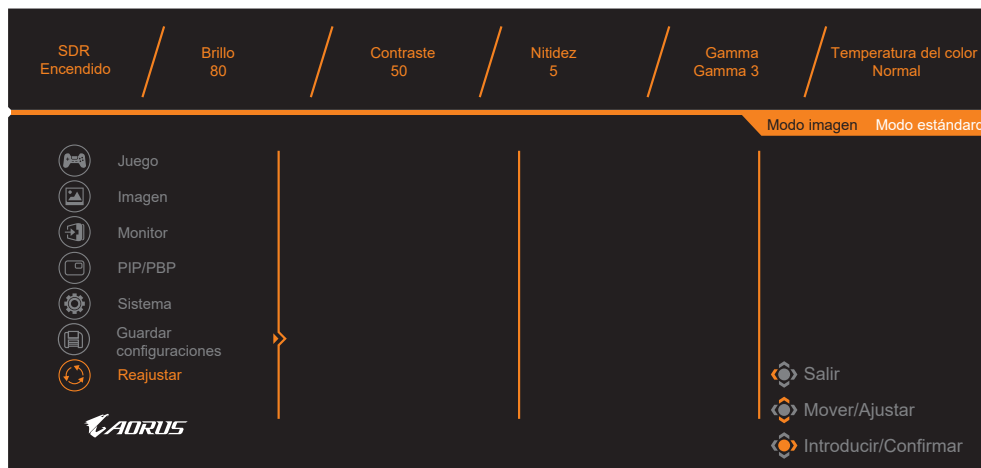 SDR
Encendido
Brillo
80
Contraste
50
Nitidez
5
Gamma
Gamma 3
Temperatura del color
Normal
Modo imagen Modo estándard
Juego
Imagen
Monitor
PIP/PBP
Sistema
Guardar
configuraciones
Reajustar
AORUS
Salir
Mover/Ajustar
Introducir/Confirmar